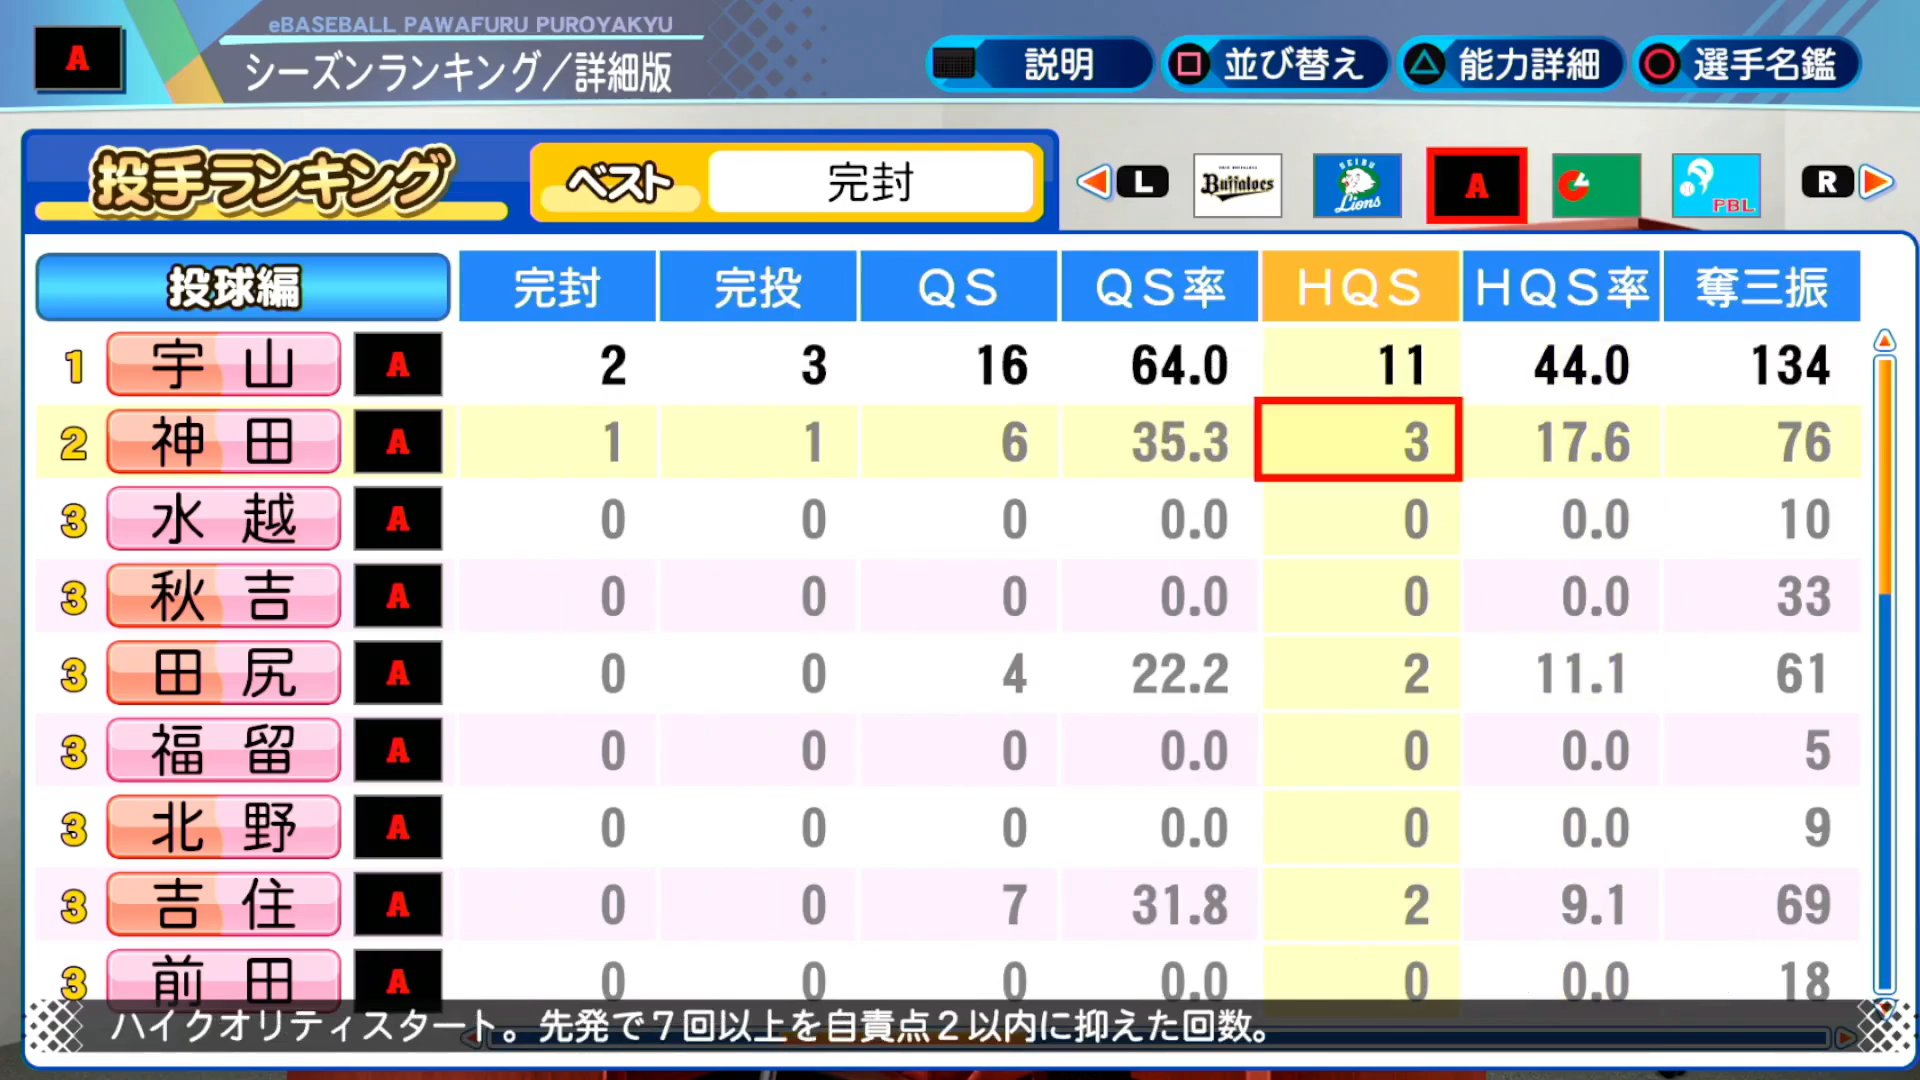 A
eBASEBALL PAWAFURU PUROYAKYU
シーズンランキング／詳細版
説明 並び替え 能力詳細 選手名鑑
投手ランキング ベスト 完封
L Buffaloes SEIBU Lions A G PBL R
投球編 完封 完投 QS QS率 HQS HQS率 奪三振
1 宇山 A 2 3 16 64.0 11 44.0 134
2 神田 A 1 1 6 35.3 3 17.6 76
3 水越 A 0 0 0 0.0 0 0.0 10
3 秋吉 A 0 0 0 0.0 0 0.0 33
3 田尻 A 0 0 4 22.2 2 11.1 61
3 福留 A 0 0 0 0.0 0 0.0 5
3 北野 A 0 0 0 0.0 0 0.0 9
3 吉住 A 0 0 7 31.8 2 9.1 69
3 前田 A 0 0 0 0.0 0 0.0 18
ハイクオリティスタート。先発で７回以上を自責点２以内に抑えた回数。